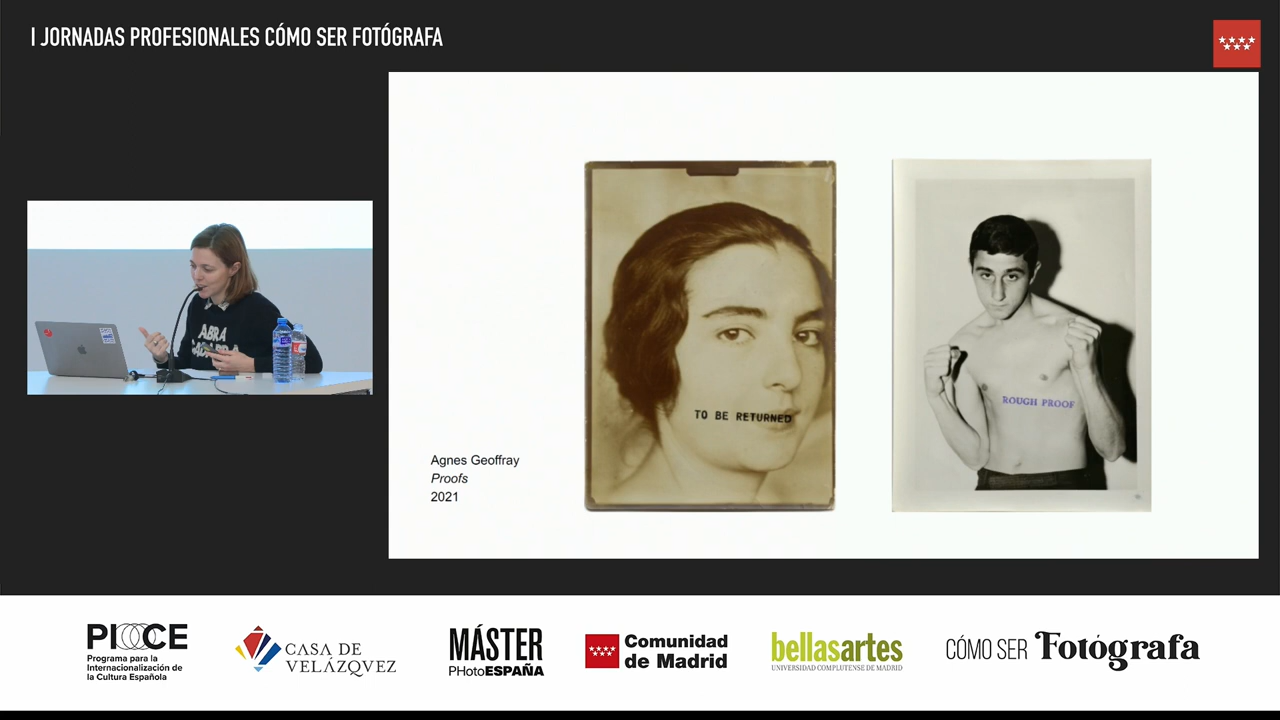 I JORNADAS PROFESIONALES CÓMO SER FOTÓGRAFA
ABRA
TO BE RETURNED
ROUGH PROOF
Agnes Geoffray
Proofs
2021
PICE
Programa para la
Internacionalización de
la Cultura Española
CASA DE
VELÁZQVEZ
MÁSTER
PHotoESPAÑA
Comunidad
de Madrid
bellasartes
UNIVERSIDAD COMPLUTENSE DE MADRID
CÓMO SER Fotógrafa